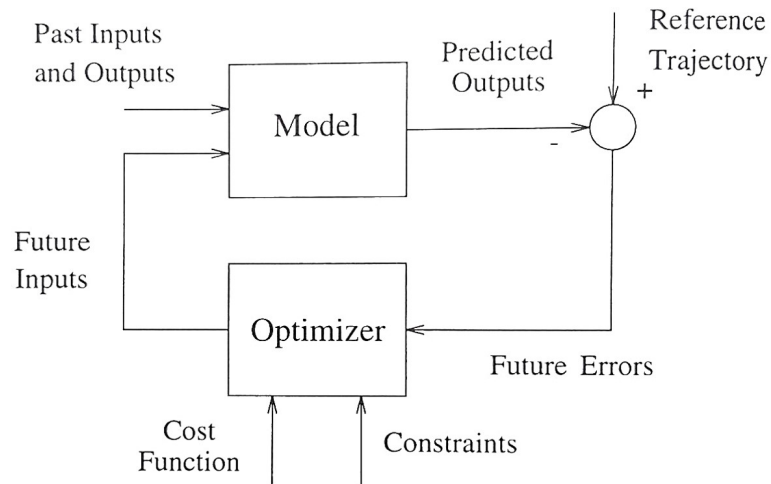 Past Inputs
and Outputs
Model
Predicted
Outputs
Reference
Trajectory
+
-
Future
Inputs
Optimizer
Future Errors
Cost
Function
Constraints